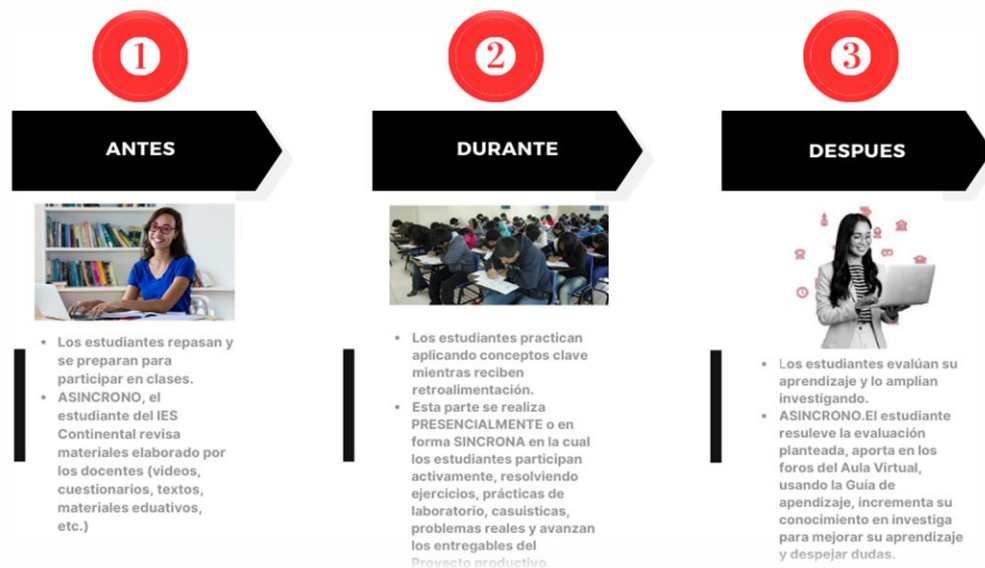 1
ANTES
• Los estudiantes repasan y
se preparan para
participar en clases.
• ASINCRONO, el
estudiante del IES
Continental revisa
materiales elaborado por
los docentes (videos,
cuestionarios, textos,
materiales eduativos,
etc.)
2
DURANTE
• Los estudiantes practican
aplicando conceptos clave
mientras reciben
retroalimentación.
• Esta parte se realiza
PRESENCIALMENTE o en
forma SINCRONA en la cual
los estudiantes participan
activamente, resolviendo
ejercicios, prácticas de
laboratorio, casuisticas,
problemas reales y avanzan
los entregables del
Proyecto productivo.
3
DESPUES
• Los estudiantes evalúan su
aprendizaje y lo amplian
investigando.
• ASINCRONO.El estudiante
resuleve la evaluación
planteada, aporta en los
foros del Aula Virtual,
usando la Guía de
apendizaje, incrementa su
conocimiento en investiga
para mejorar su aprendizaje
y despejar dudas.